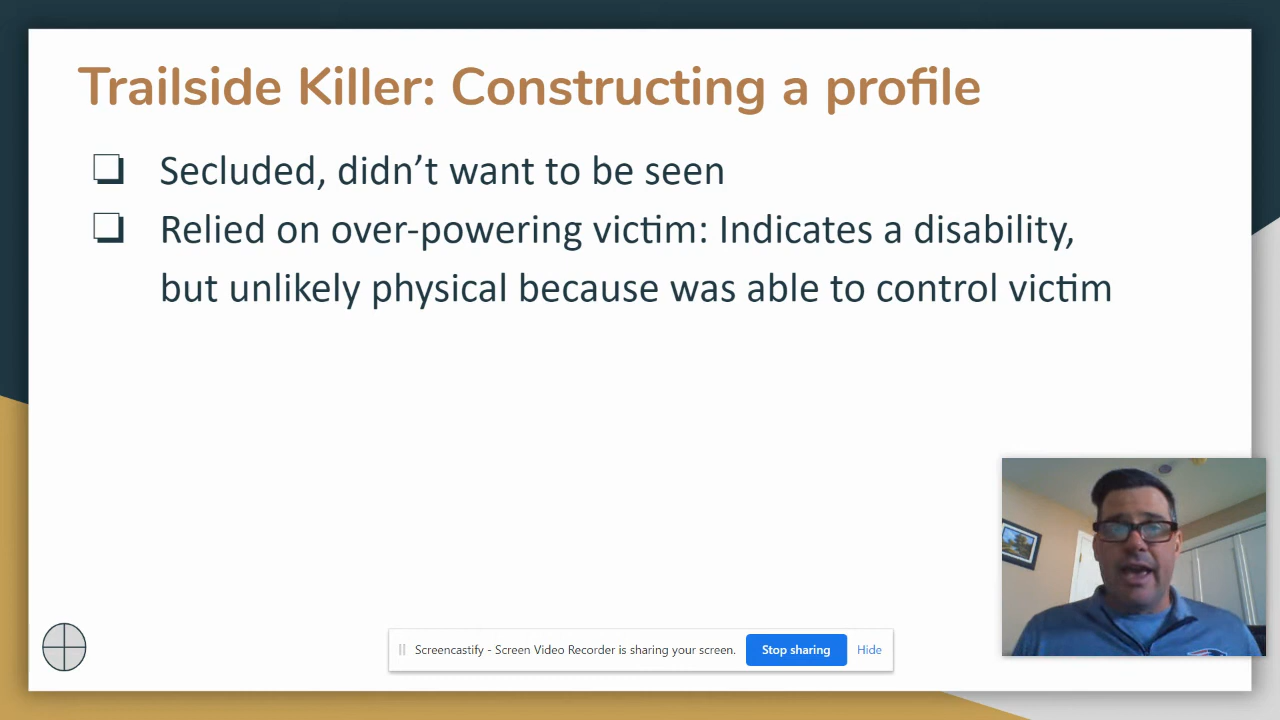 Trailside Killer: Constructing a profile
❏ Secluded, didn’t want to be seen
❏ Relied on over-powering victim: Indicates a disability,
but unlikely physical because was able to control victim
Screencastify - Screen Video Recorder is sharing your screen. Stop sharing Hide